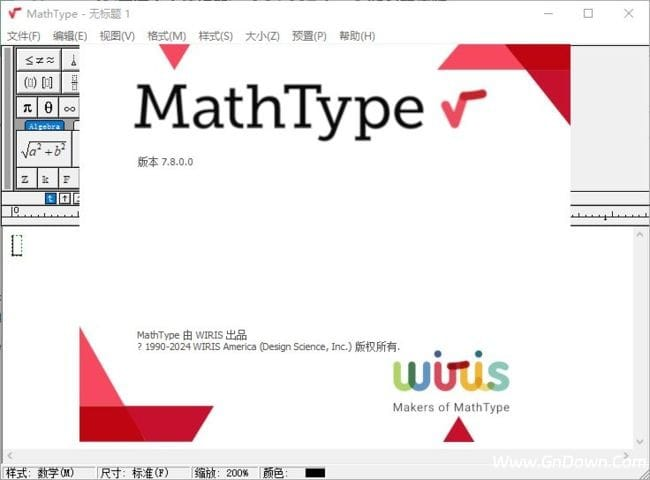 MathType - 无标题 1
文件(F) 编辑(E) 视图(V) 格式(M) 样式(S) 大小(Z) 预置(P) 帮助(H)
≤ ≠ ≈
π θ ∞
Algebra
√a² + b²
Z k F
t
0
MathType
版本 7.8.0.0
MathType 由 WIRIS 出品
? 1990-2024 WIRIS America (Design Science, Inc.) 版权所有.
wiris
Makers of MathType
Www.GnDown.Com
样式: 数学(M) 尺寸: 标准(F) 缩放: 200% 颜色: